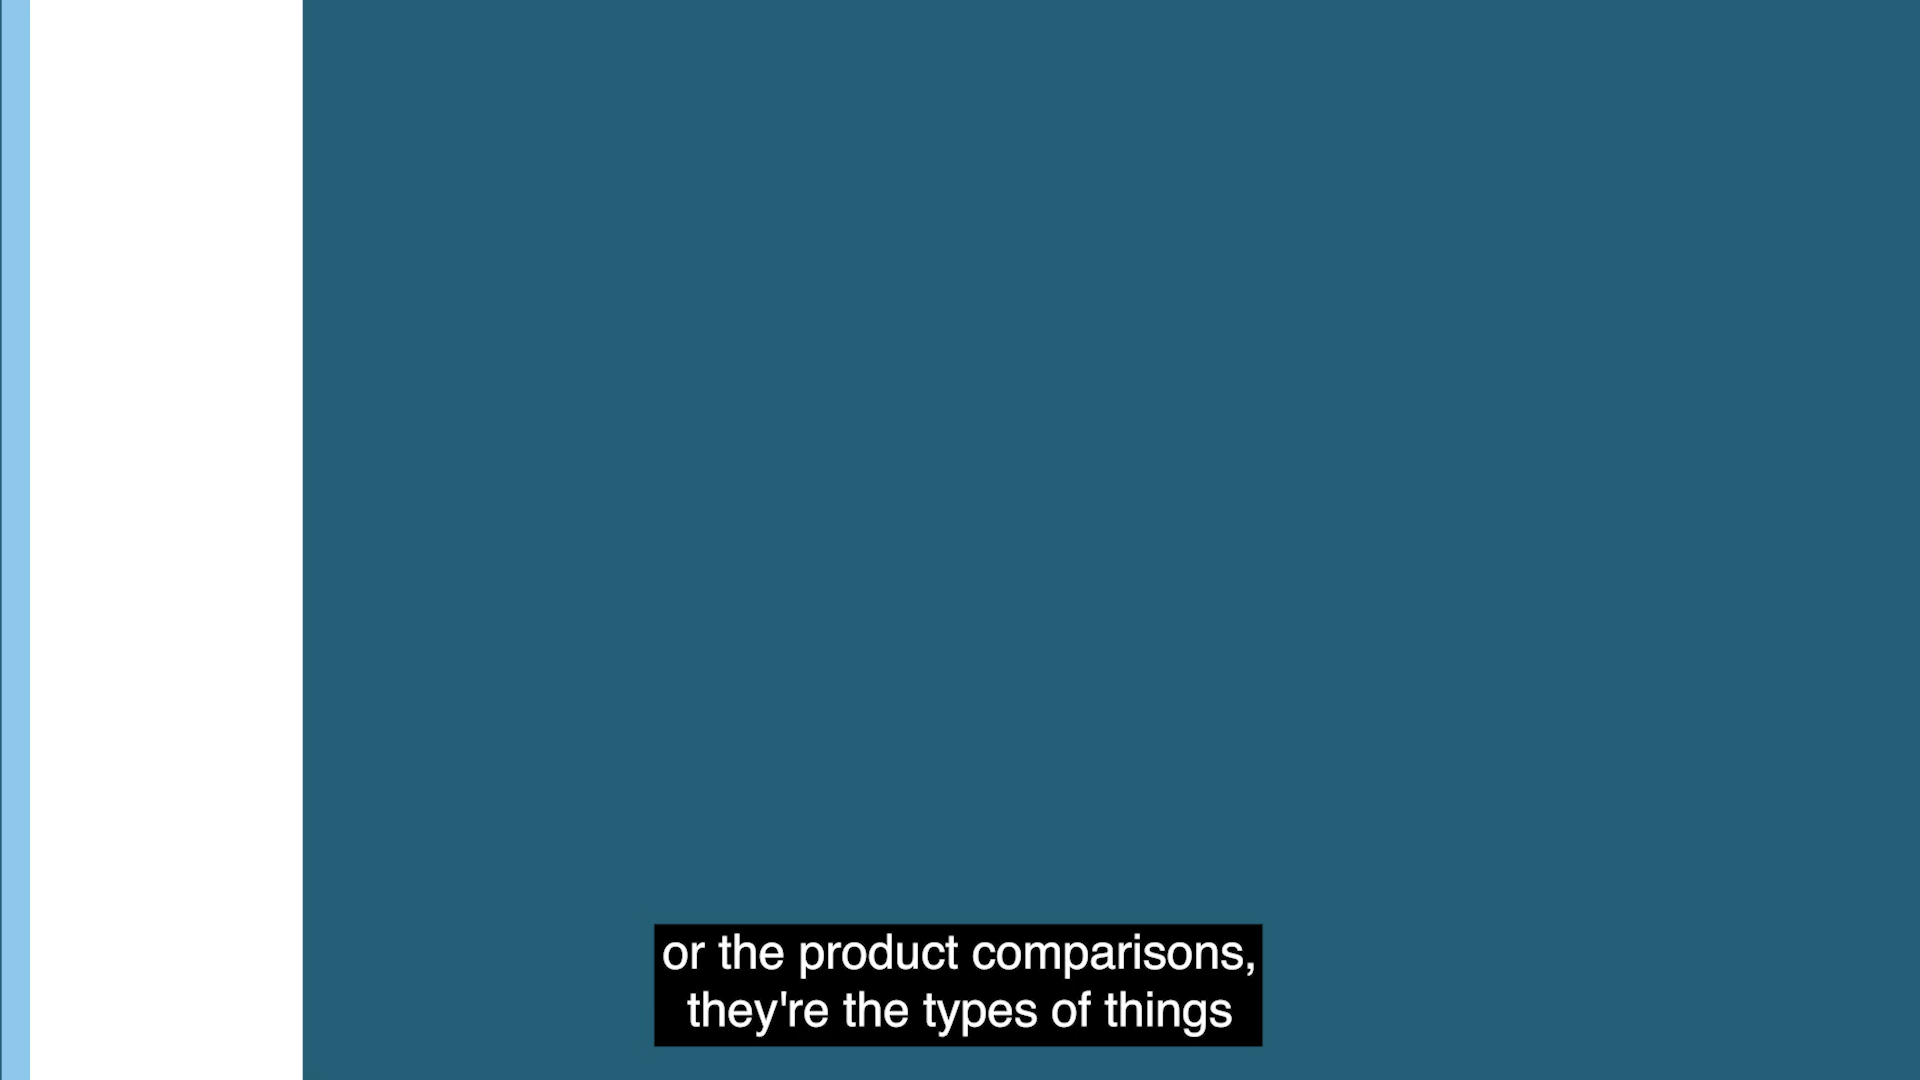 or the product comparisons,
they're the types of things